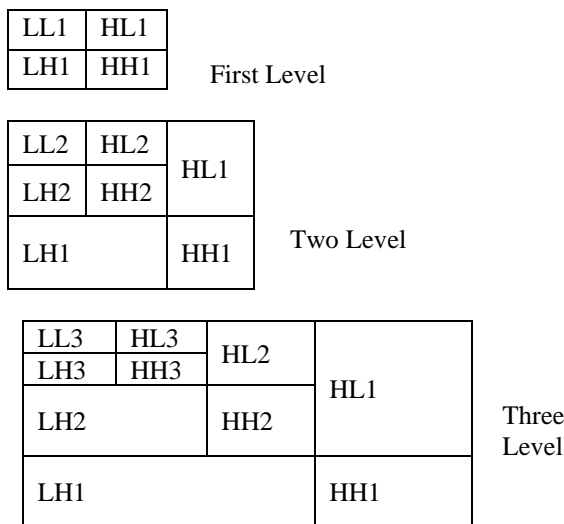 LL1 HL1
LH1 HH1
First Level
LL2 HL2
HL1
LH2 HH2
LH1 HH1
Two Level
LL3 HL3
HL2
LH3 HH3
HL1
LH2 HH2
Three
Level
LH1 HH1